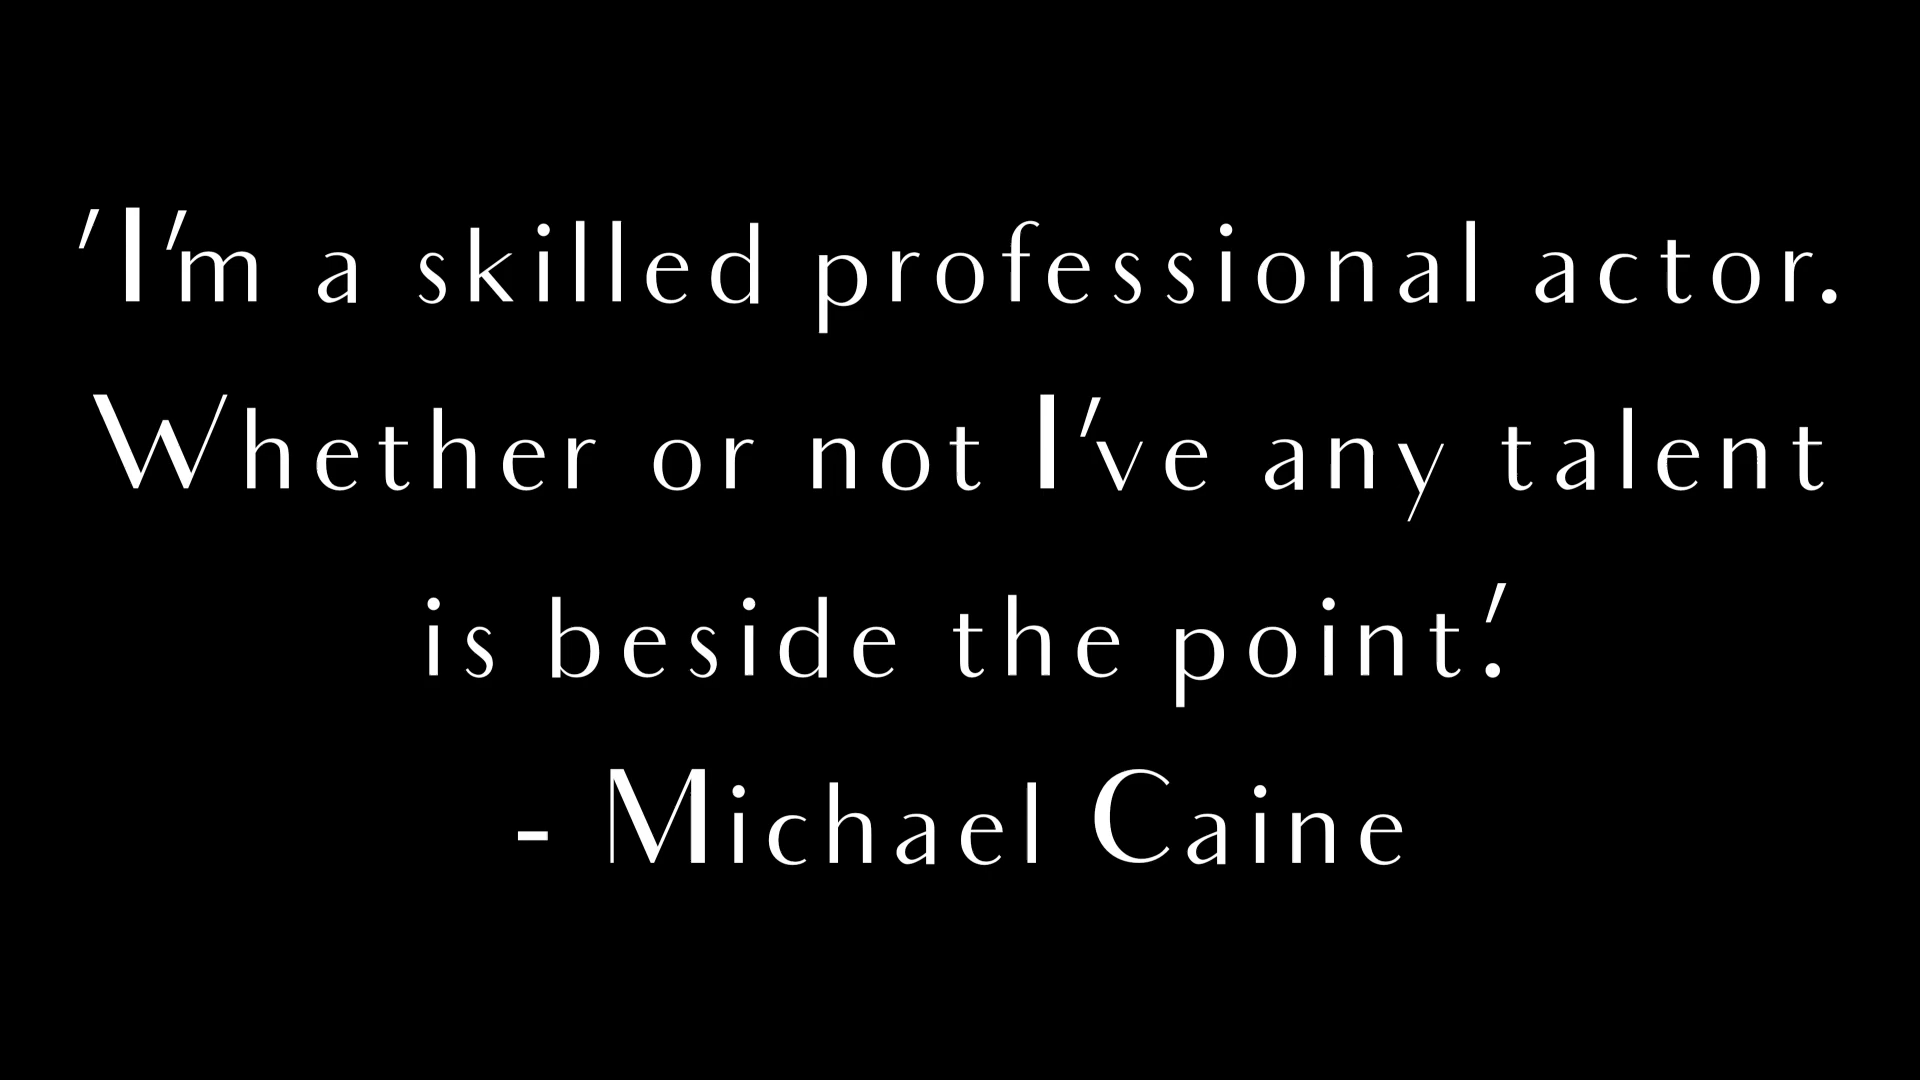 'I'm a skilled professional actor.
Whether or not I've any talent
is beside the point.'
- Michael Caine